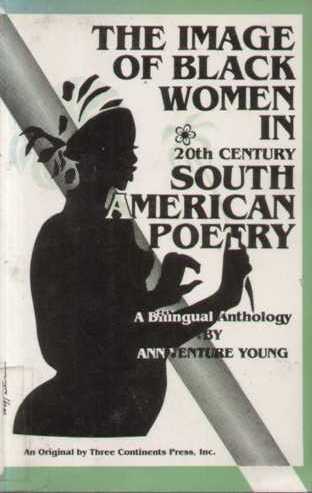 THE IMAGE
OF BLACK
WOMEN
IN
20th CENTURY
SOUTH
AMERICAN
POETRY
A Bilingual Anthology
BY
ANN VENTURE YOUNG
An Original by Three Continents Press, Inc.